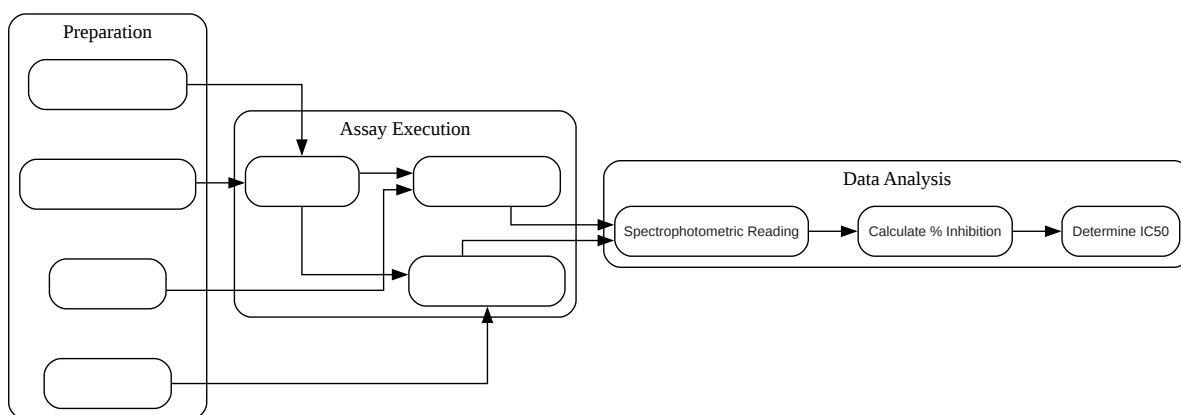 Preparation
Assay Execution
Data Analysis
Spectrophotometric Reading
Calculate % Inhibition
Determine IC50